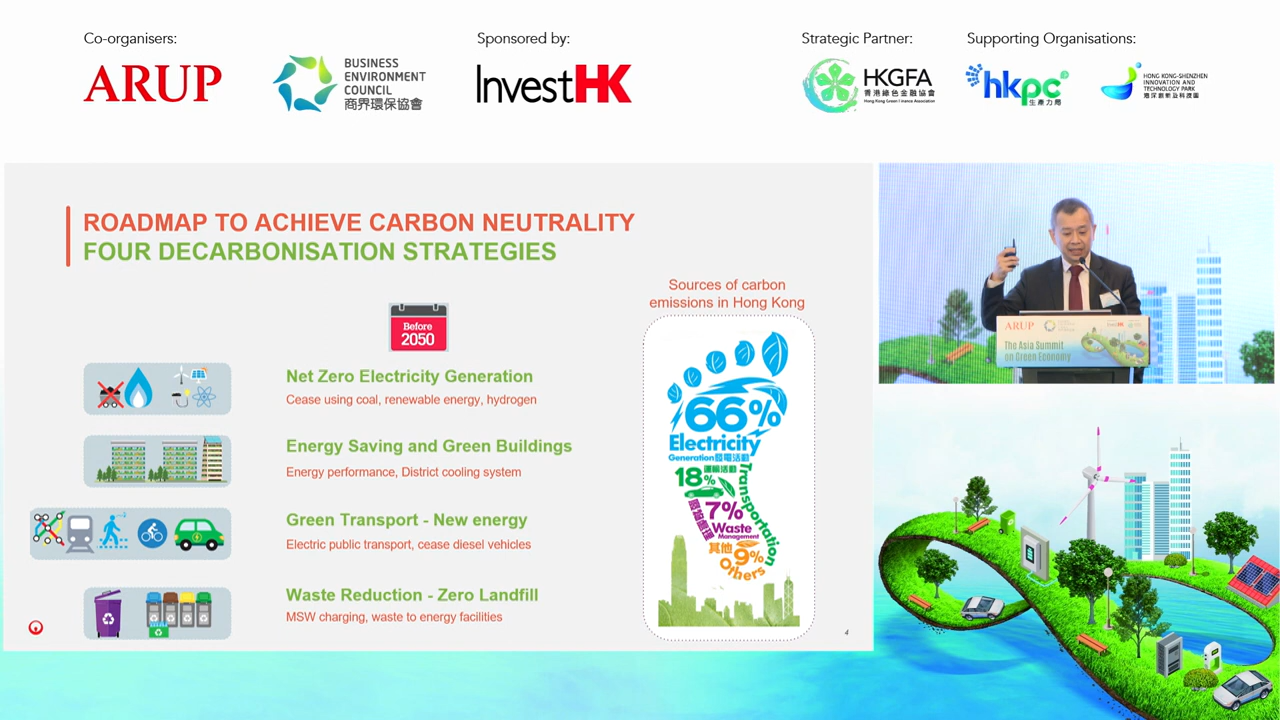 Co-organisers:
Sponsored by:
Strategic Partner:
Supporting Organisations:
ARUP
BUSINESS
ENVIRONMENT
COUNCIL
商界環保協會
InvestHK
HKGFA
香港綠色金融協會
Hong Kong Green Finance Association
hkpc
生產力局
HONG KONG-SHENZHEN
INNOVATION AND
TECHNOLOGY PARK
港深創新及科技園
ROADMAP TO ACHIEVE CARBON NEUTRALITY
FOUR DECARBONISATION STRATEGIES
Before
2050
Net Zero Electricity Generation
Cease using coal, renewable energy, hydrogen
Energy Saving and Green Buildings
Energy performance, District cooling system
Green Transport - New energy
Electric public transport, cease diesel vehicles
Waste Reduction - Zero Landfill
MSW charging, waste to energy facilities
Sources of carbon
emissions in Hong Kong
66%
Electricity
Generation發電活動
18%
運輸活動
Transportation
7%
廢物處理
Waste
Management
其他
9%
Others
4
ARUP
The Asia Summit
on Green Economy